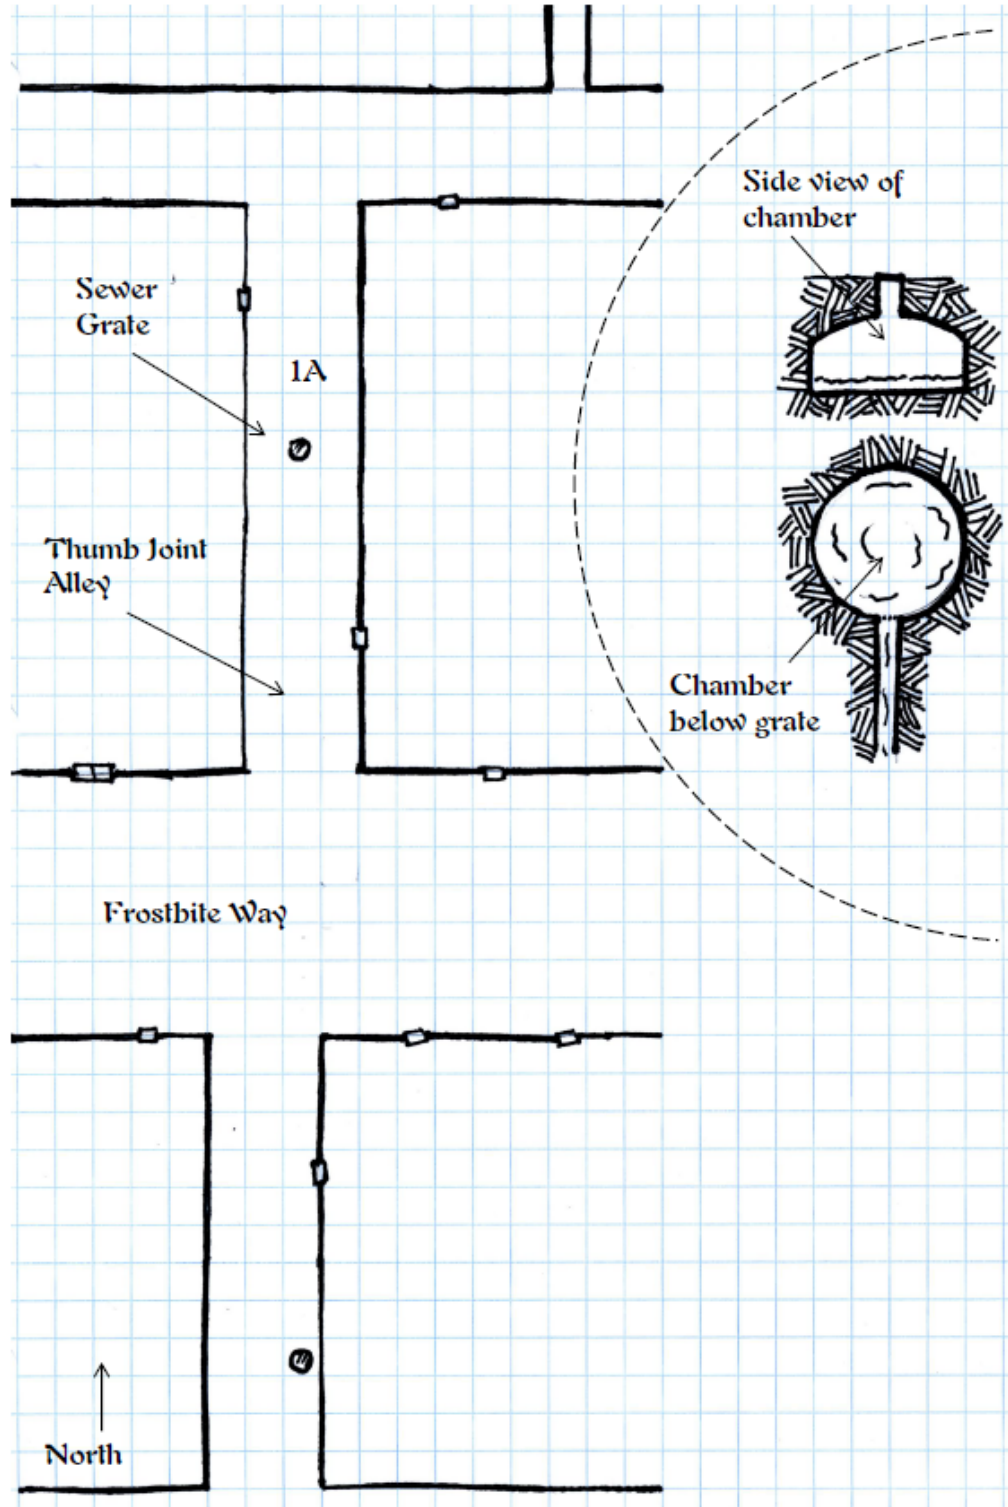 Side view of
chamber
Sewer
Grate
1A
Thumb Joint
Alley
Chamber
below grate
Frostbite Way
North